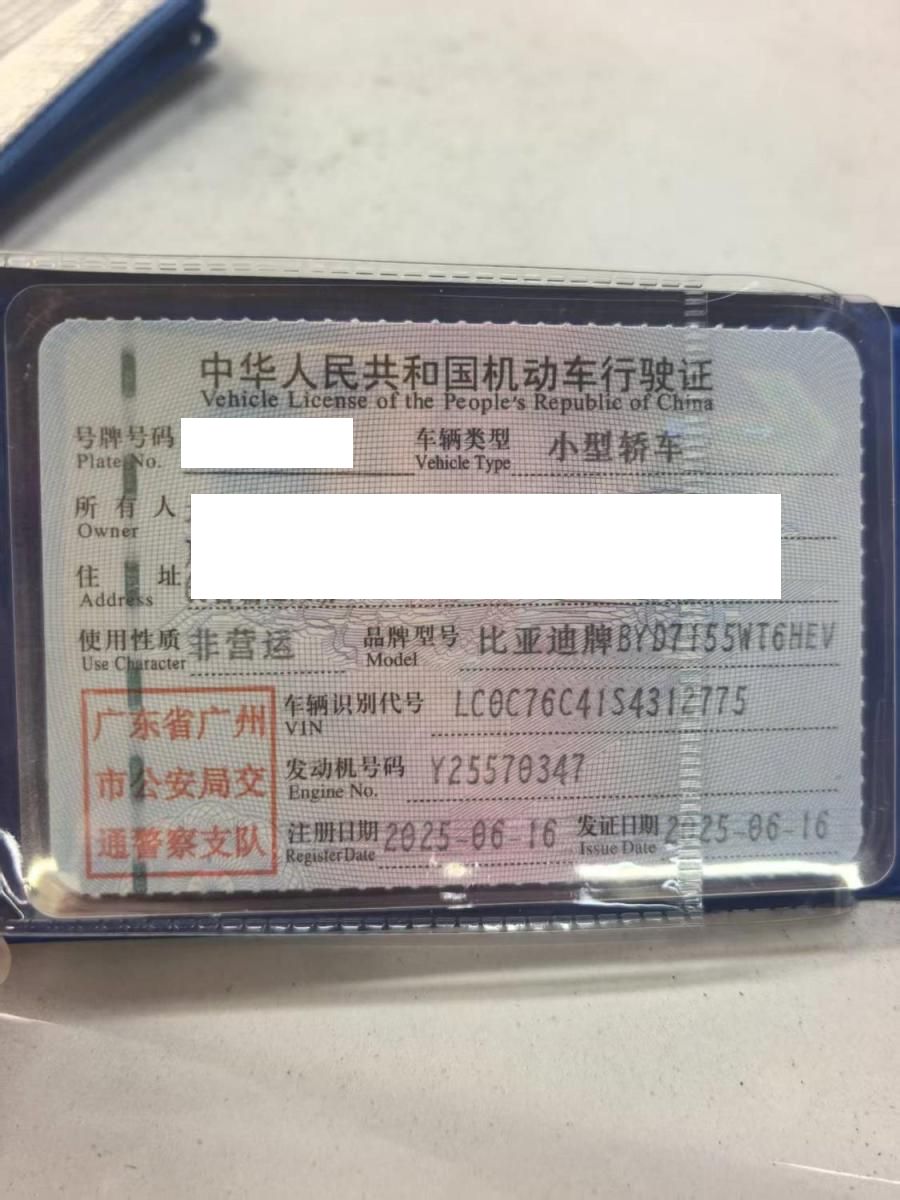 中华人民共和国机动车行驶证
Vehicle License of the People's Republic of China
号牌号码 车辆类型 小型轿车
Plate No. Vehicle Type
所有人
Owner
住址
Address
使用性质 非营运 品牌型号 比亚迪牌BYD7155WT6HEV
Use Character Model
广东省广州
市公安局交
通警察支队
车辆识别代号 LC0C76C41S4312775
VIN
发动机号码 Y25570347
Engine No.
注册日期 2025-06-16 发证日期 2025-06-16
Register Date Issue Date